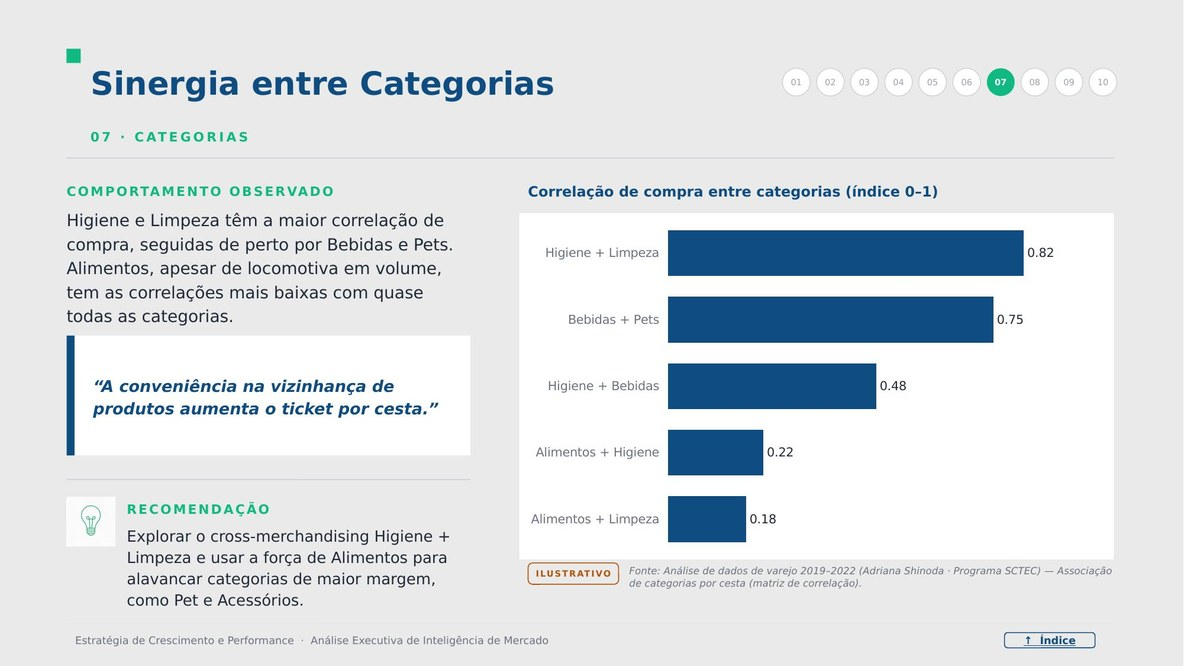 Sinergia entre Categorias
01 02 03 04 05 06 07 08 09 10
07 · CATEGORIAS
COMPORTAMENTO OBSERVADO
Higiene e Limpeza têm a maior correlação de
compra, seguidas de perto por Bebidas e Pets.
Alimentos, apesar de locomotiva em volume,
tem as correlações mais baixas com quase
todas as categorias.
“A conveniência na vizinhança de
produtos aumenta o ticket por cesta.”
RECOMENDAÇÃO
Explorar o cross-merchandising Higiene +
Limpeza e usar a força de Alimentos para
alavancar categorias de maior margem,
como Pet e Acessórios.
Correlação de compra entre categorias (índice 0–1)
Higiene + Limpeza 0.82
Bebidas + Pets 0.75
Higiene + Bebidas 0.48
Alimentos + Higiene 0.22
Alimentos + Limpeza 0.18
ILUSTRATIVO
Fonte: Análise de dados de varejo 2019–2022 (Adriana Shinoda · Programa SCTEC) — Associação
de categorias por cesta (matriz de correlação).
Estratégia de Crescimento e Performance · Análise Executiva de Inteligência de Mercado
↑ Índice